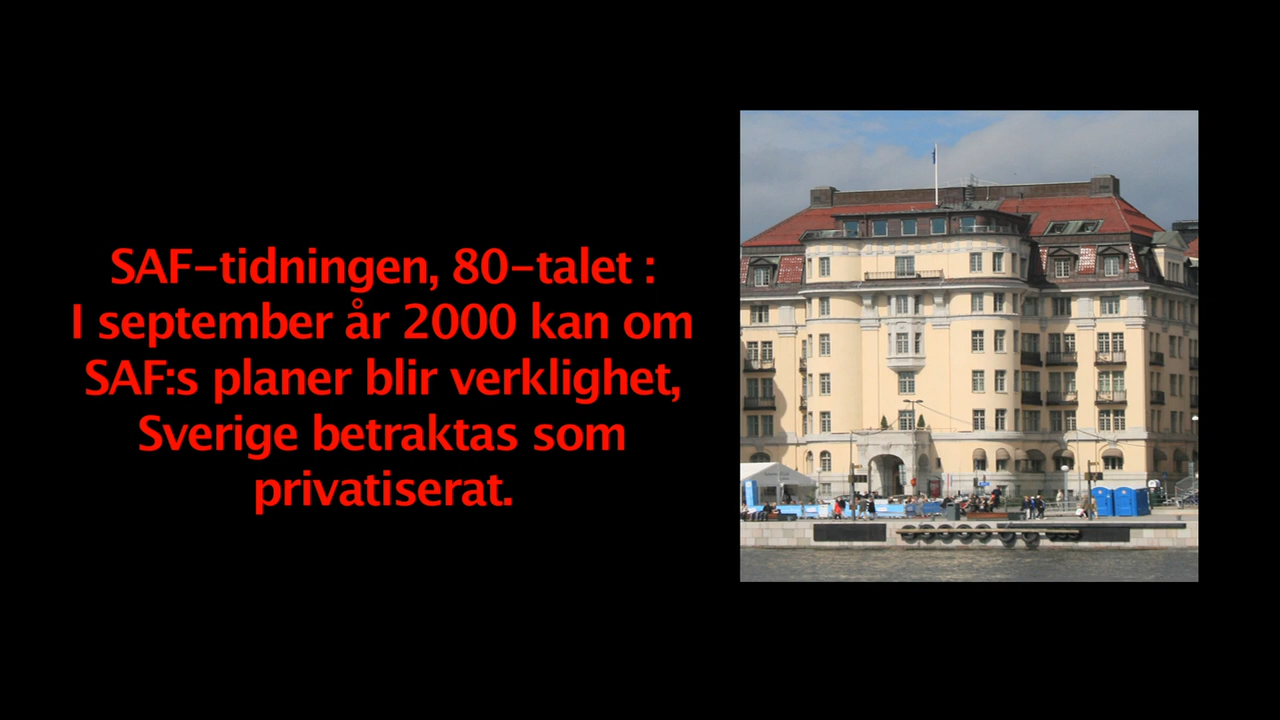 SAF-tidningen, 80-talet :
I september år 2000 kan om
SAF:s planer blir verklighet,
Sverige betraktas som
privatiserat.